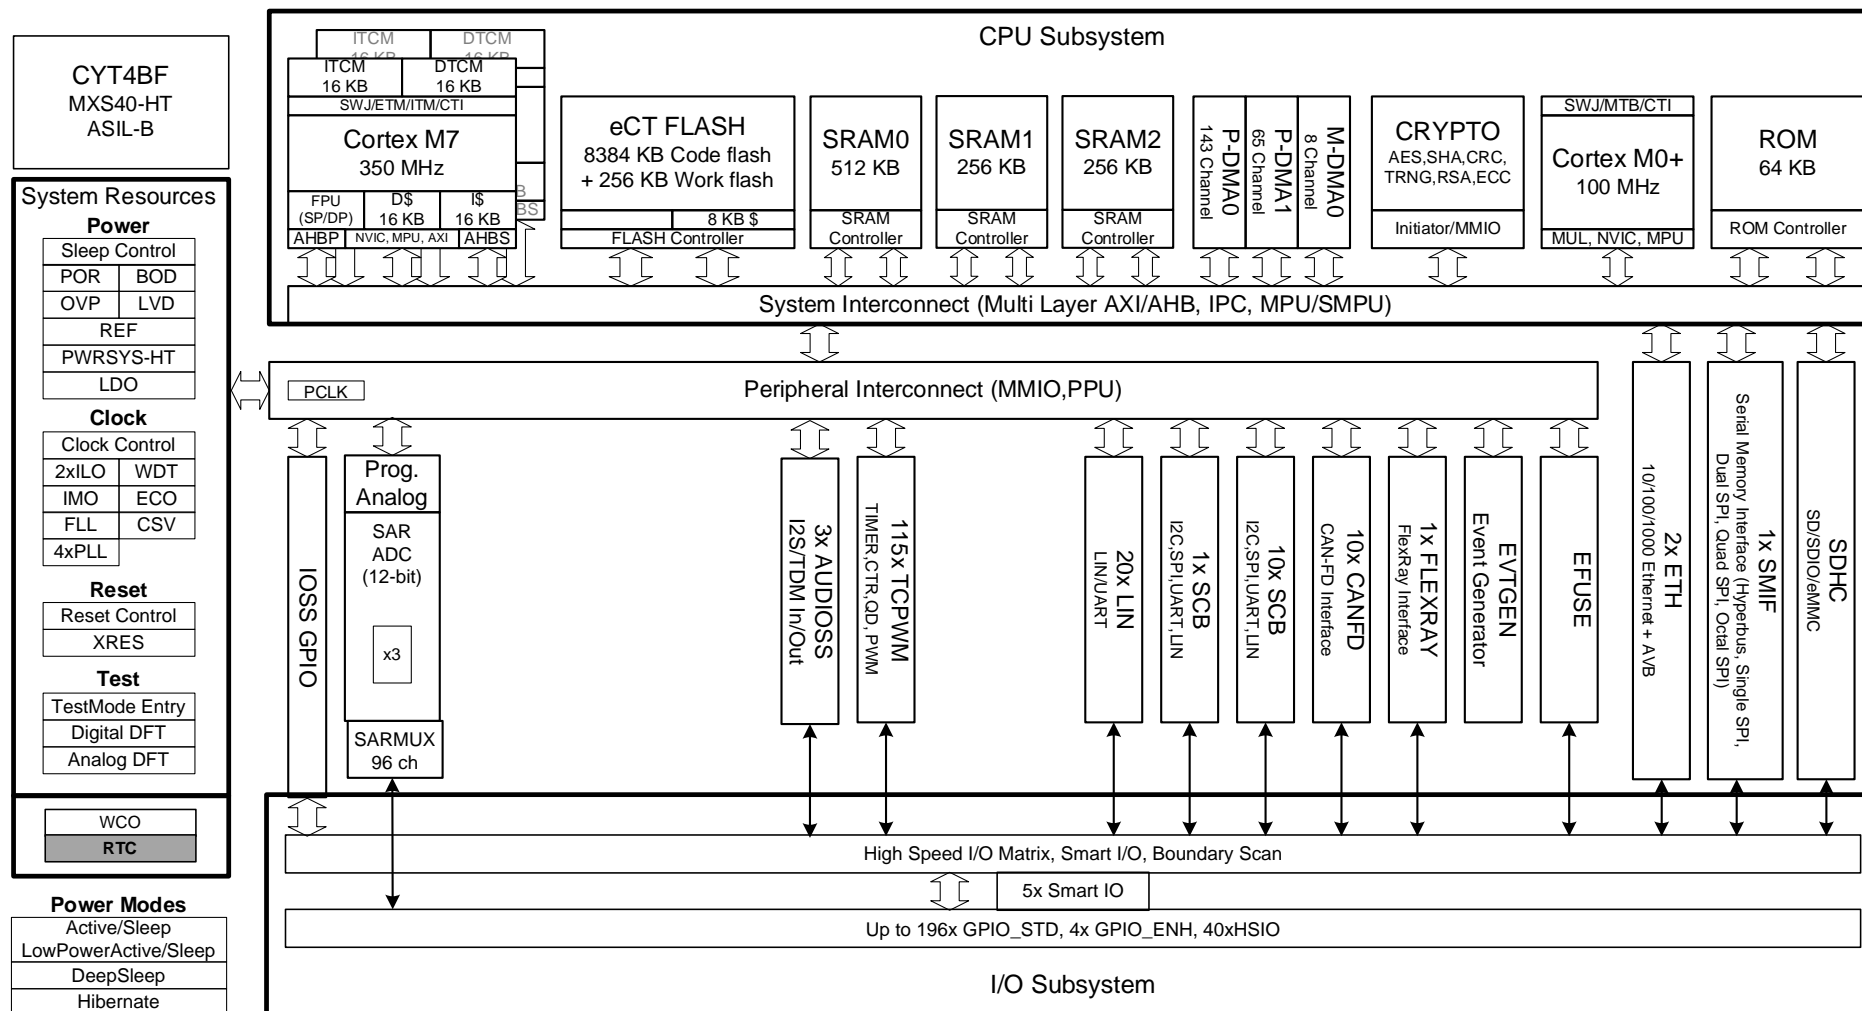 CYT4BF
MXS40-HT
ASIL-B
System Resources
Power
Sleep Control
POR BOD
OVP LVD
REF
PWRSYS-HT
LDO
Clock
Clock Control
2xILO WDT
IMO ECO
FLL CSV
4xPLL
Reset
Reset Control
XRES
Test
TestMode Entry
Digital DFT
Analog DFT
WCO
RTC
Power Modes
Active/Sleep
LowPowerActive/Sleep
DeepSleep
Hibernate
CPU Subsystem
ITCM DTCM
16 KB 16 KB
ITCM DTCM
16 KB 16 KB
SWJ/ETM/ITM/CTI
Cortex M7
350 MHz
FPU
(SP/DP)
D$
16 KB
I$
16 KB
B
BS
AHBP NVIC, MPU, AXI AHBS
eCT FLASH
8384 KB Code flash
+ 256 KB Work flash
8 KB $
FLASH Controller
SRAM0
512 KB
SRAM
Controller
SRAM1
256 KB
SRAM
Controller
SRAM2
256 KB
SRAM
Controller
P-DMA0
143 Channel
P-DMA1
65 Channel
M-DMA0
8 Channel
CRYPTO
AES,SHA,CRC,
TRNG,RSA,ECC
Initiator/MMIO
SWJ/MTB/CTI
Cortex M0+
100 MHz
MUL, NVIC, MPU
ROM
64 KB
ROM Controller
System Interconnect (Multi Layer AXI/AHB, IPC, MPU/SMPU)
PCLK
Peripheral Interconnect (MMIO,PPU)
IOSS GPIO
Prog.
Analog
SAR
ADC
(12-bit)
x3
SARMUX
96 ch
3x AUDIOSS
I2S/TDIM In/Out
115x TCPWM
TIMER,CTR,QD, PWM
20x LIN
LIN/UART
1x SCB
I2C,SPI,UART,LIN
10x SCB
I2C,SPI,UART,LIN
10x CANFD
CAN-FD Interface
1x FLEXRAY
FlexRay Interface
EVTGEN
Event Generator
EFUSE
2x ETH
10/100/1000 Ethernet + AVB
1x SMIF
Serial Memory Interface (Hyperbus, Single SPI,
Dual SPI, Quad SPI, Octal SPI)
SDHC
SD/SDIO/eMMC
High Speed I/O Matrix, Smart I/O, Boundary Scan
5x Smart IO
Up to 196x GPIO_STD, 4x GPIO_ENH, 40xHSIO
I/O Subsystem